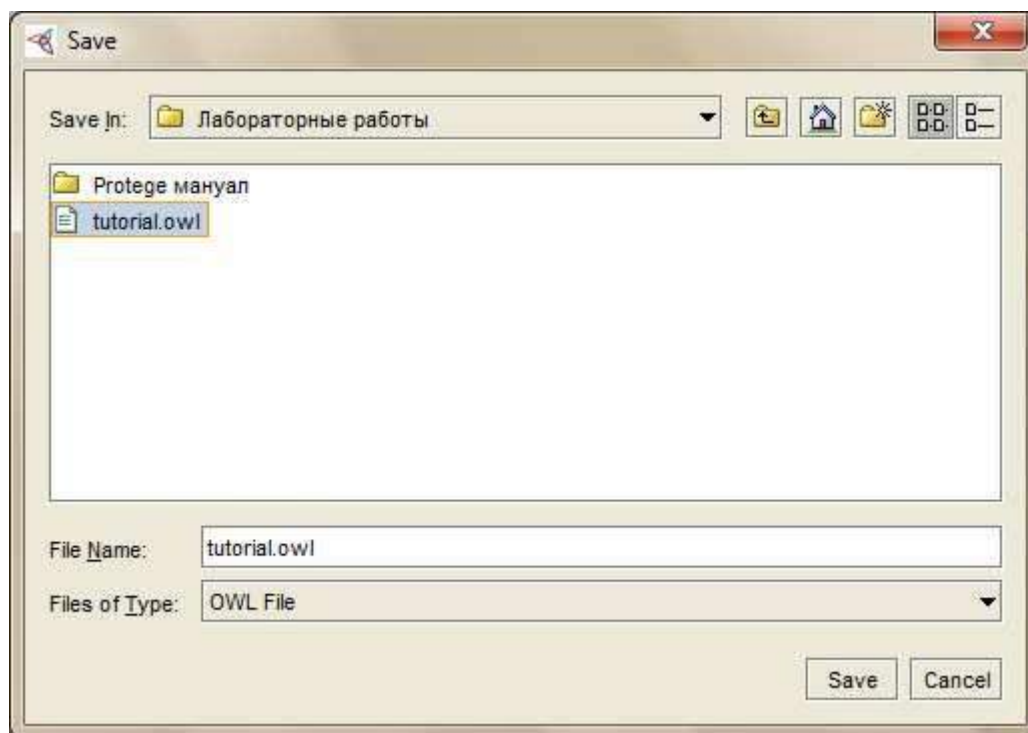 Save
Save In: Лабораторные работы
Protege мануал
tutorial.owl
File Name: tutorial.owl
Files of Type: OWL File
Save Cancel